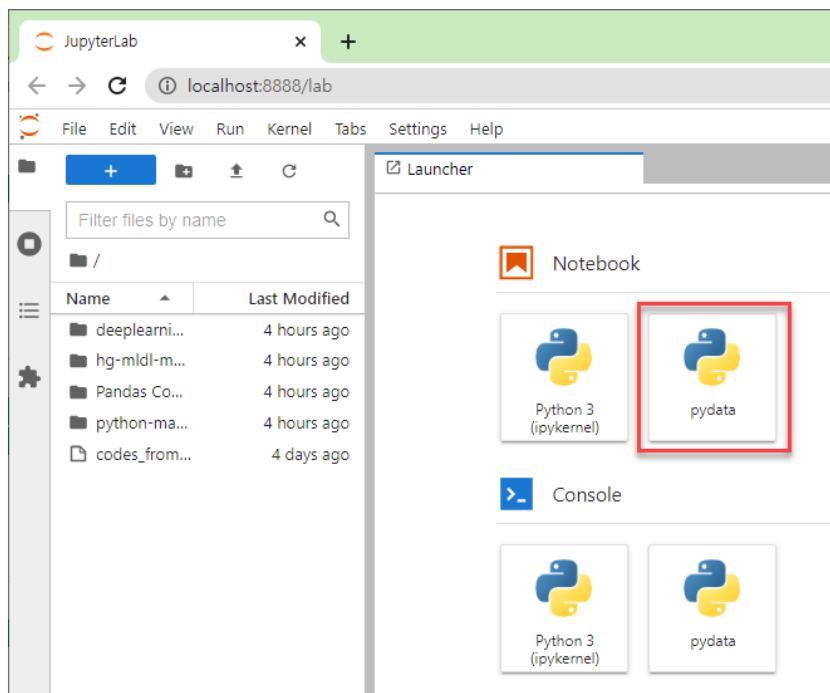 JupyterLab
localhost:8888/lab
File Edit View Run Kernel Tabs Settings Help
Launcher
Filter files by name
/
Name Last Modified
deeplearni... 4 hours ago
hg-mldl-m... 4 hours ago
Pandas Co... 4 hours ago
python-ma... 4 hours ago
codes_from... 4 days ago
Notebook
Python 3
(ipykernel)
pydata
Console
Python 3
(ipykernel)
pydata